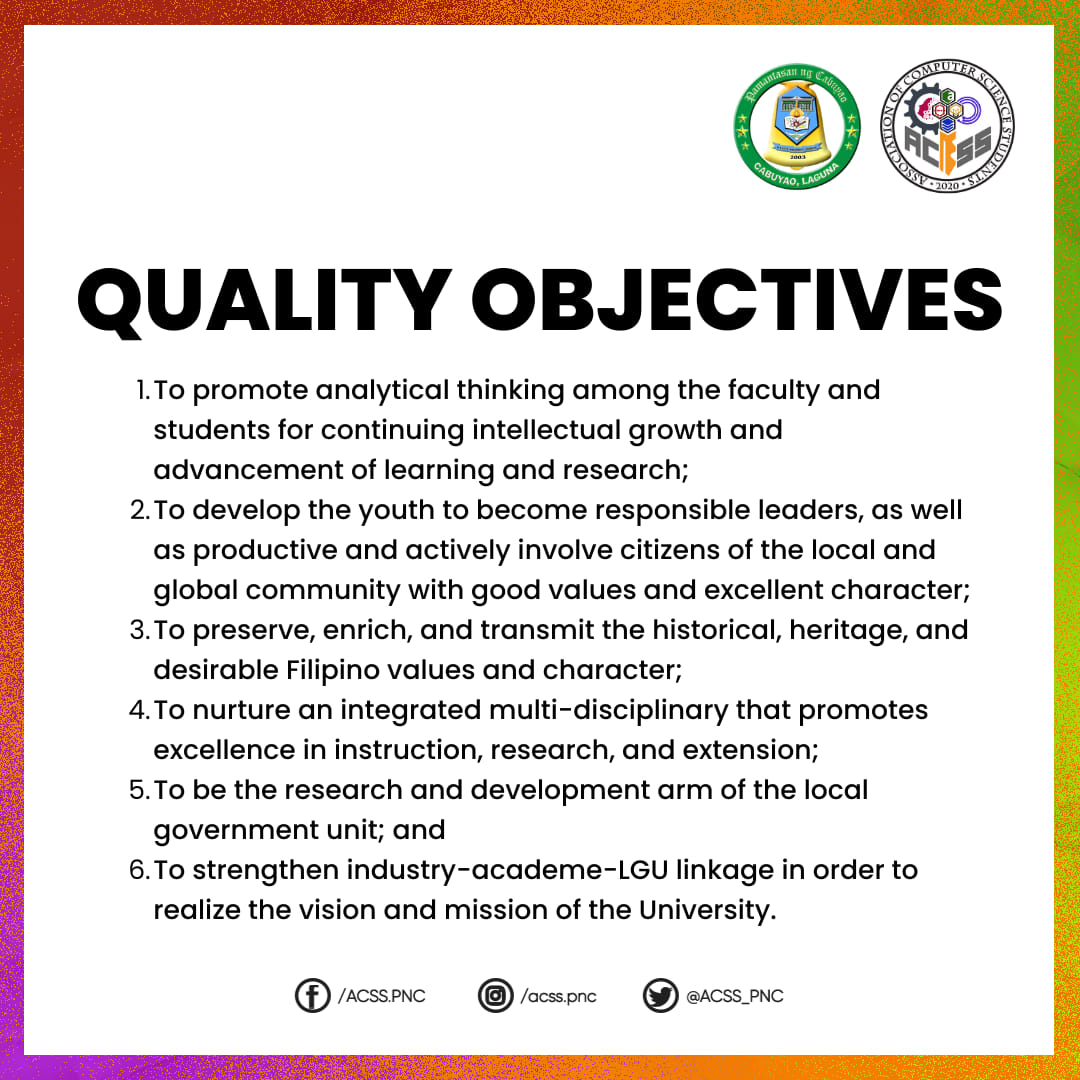 Pamantasan ng Cabuyao
2003
CABUYAO, LAGUNA
ASSOCIATION OF COMPUTER SCIENCE STUDENTS
ACSS
• 2020 •
QUALITY OBJECTIVES
1. To promote analytical thinking among the faculty and
students for continuing intellectual growth and
advancement of learning and research;
2. To develop the youth to become responsible leaders, as well
as productive and actively involve citizens of the local and
global community with good values and excellent character;
3. To preserve, enrich, and transmit the historical, heritage, and
desirable Filipino values and character;
4. To nurture an integrated multi-disciplinary that promotes
excellence in instruction, research, and extension;
5. To be the research and development arm of the local
government unit; and
6. To strengthen industry-academe-LGU linkage in order to
realize the vision and mission of the University.
/ACSS.PNC
/acss.pnc
@ACSS_PNC